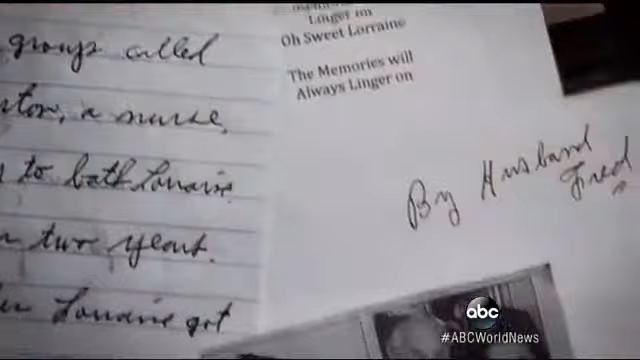 groups called
a nurse,
to bath Lorraine
two years.
Lorraine got
Linger on
Oh Sweet Lorraine
The Memories will
Always Linger on
By Husband
Fred
abc
#ABCWorldNews